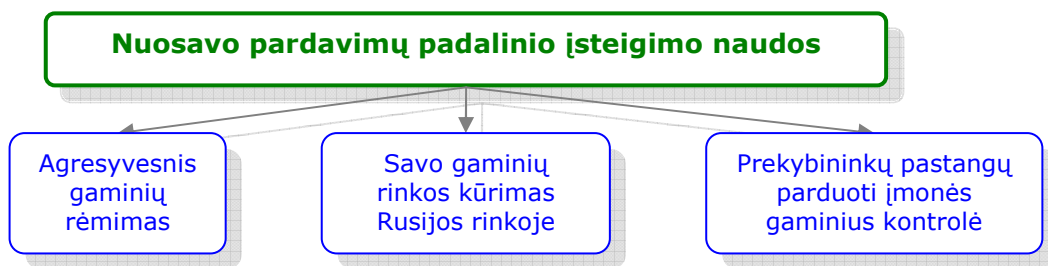 Nuosavo pardavimų padalinio įsteigimo naudos
Agresyvesnis
gaminių
rėmimas
Savo gaminių
rinkos kūrimas
Rusijos rinkoje
Prekybininkų pastangų
parduoti įmonės
gaminius kontrolė